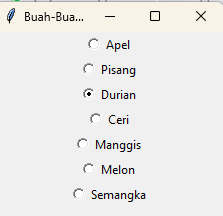 Buah-Bua...
Apel
Pisang
Durian
Ceri
Manggis
Melon
Semangka